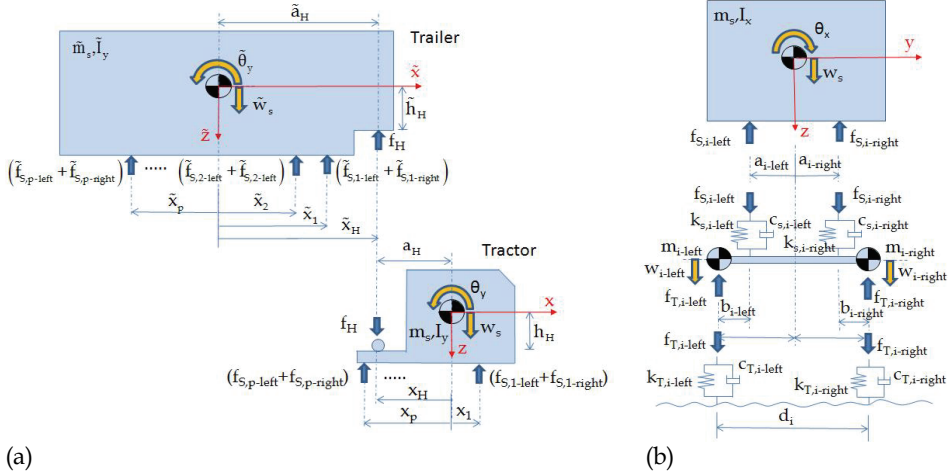 ã_H
Trailer
m̃_s,Ĩ_y
θ̃_y
x̃
w̃_s
h̃_H
z̃
f_H
(f̃_S,p-left + f̃_S,p-right) ····· (f̃_S,2-left + f̃_S,2-right) (f̃_S,1-left + f̃_S,1-right)
x̃_p
x̃_2
x̃_1
x̃_H
a_H
Tractor
θ_y
x
f_H
m_s,I_y
w_s
h_H
z
(f_S,p-left+f_S,p-right) ····· (f_S,1-left+f_S,1-right)
x_H
x_p
x_1
(a)
m_s,I_x
θ_x
y
w_s
z
f_S,i-left
f_S,i-right
a_i-left
a_i-right
f_S,i-left
f_S,i-right
k_s,i-left
c_s,i-left
c_s,i-right
k_s,i-right
m_i-left
m_i-right
w_i-left
w_i-right
f_T,i-left
f_T,i-right
b_i-left
b_i-right
f_T,i-left
f_T,i-right
c_T,i-left
c_T,i-right
k_T,i-left
k_T,i-right
d_i
(b)